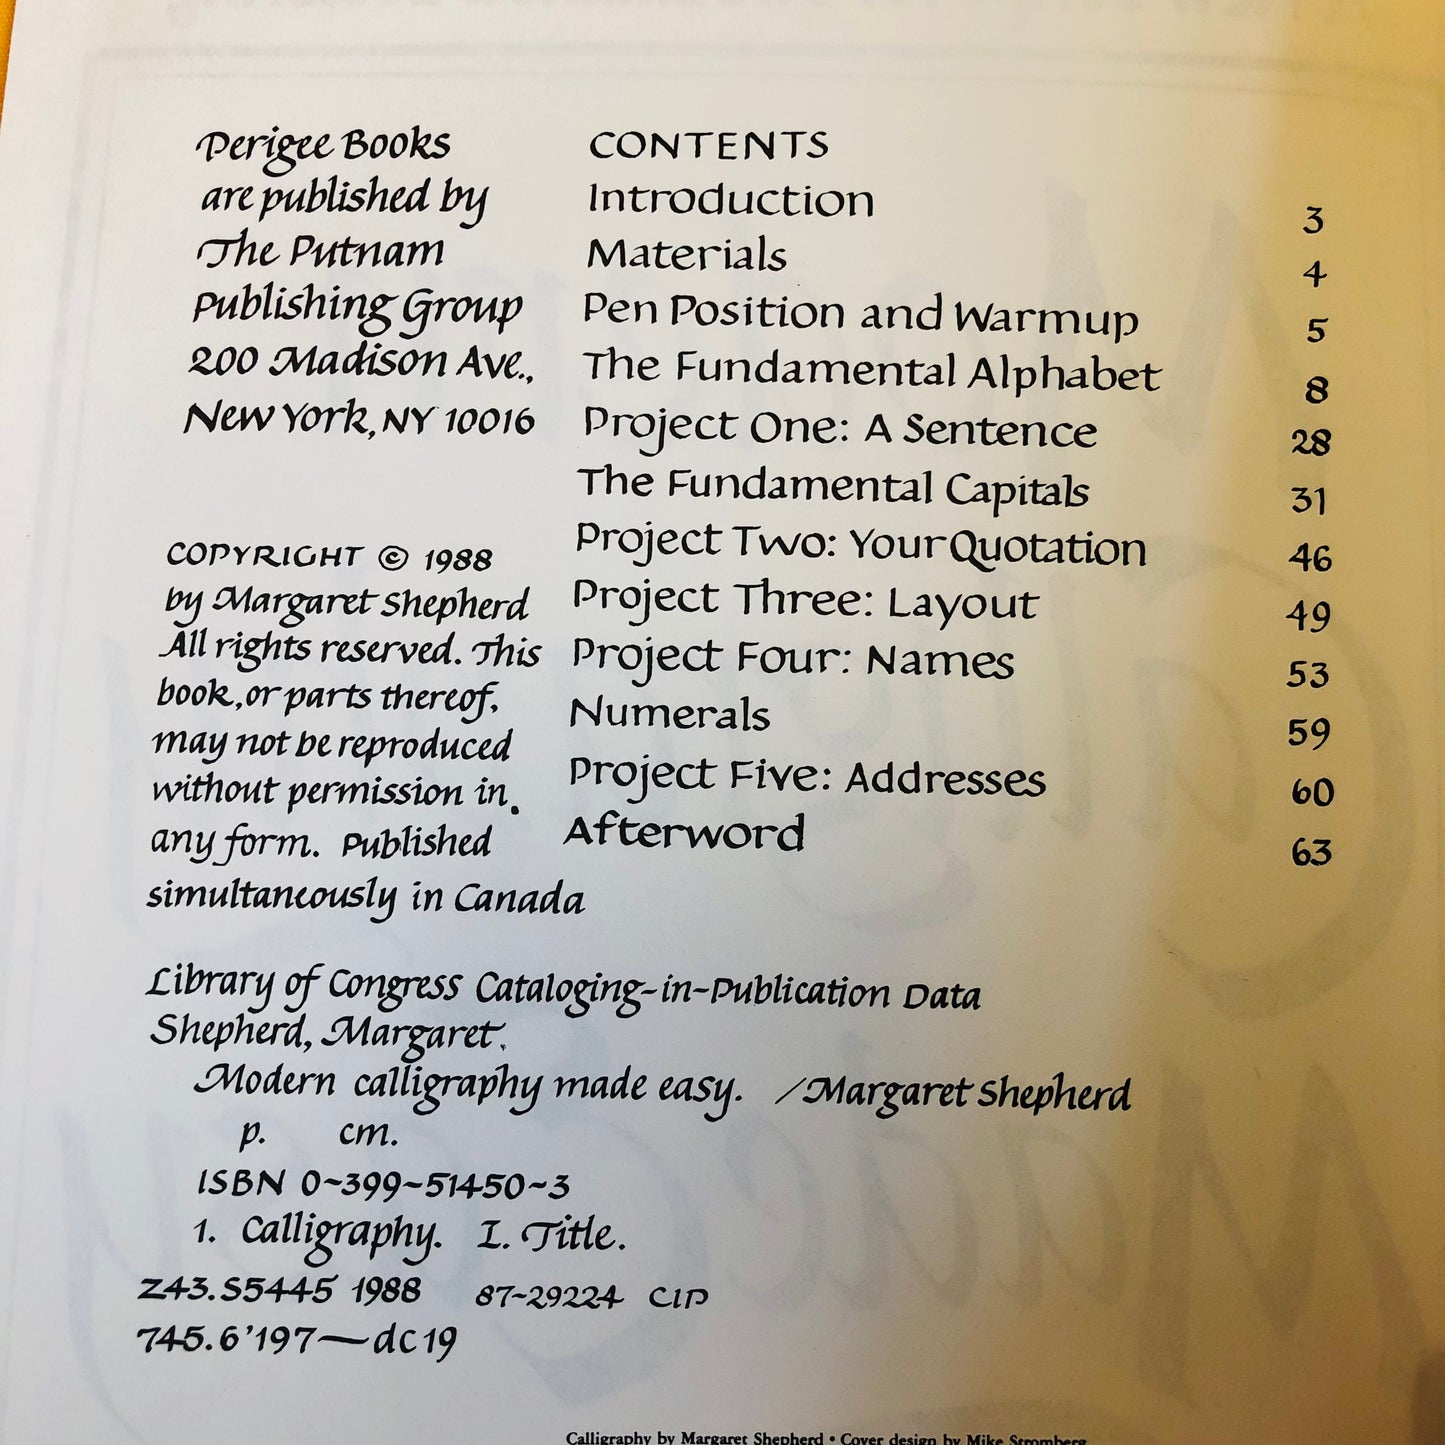 Perigee Books
are published by
The Putnam
Publishing Group
200 Madison Ave.,
New York, NY 10016
COPYRIGHT © 1988
by Margaret Shepherd
All rights reserved. This
book, or parts thereof,
may not be reproduced
without permission in
any form. Published
simultaneously in Canada
CONTENTS
Introduction 3
Materials 4
Pen Position and Warmup 5
The Fundamental Alphabet 8
Project One: A Sentence 28
The Fundamental Capitals 31
Project Two: Your Quotation 46
Project Three: Layout 49
Project Four: Names 53
Numerals 59
Project Five: Addresses 60
Afterword 63
Library of Congress Cataloging-in-Publication Data
Shepherd, Margaret.
Modern calligraphy made easy. /Margaret Shepherd
p. cm.
ISBN 0~399~51450~3
1. Calligraphy. I. Title.
Z43.S5445 1988 87~29224 CIP
745.6'197—dc19
Calligraphy by Margaret Shepherd • Cover design by Mike Stromberg